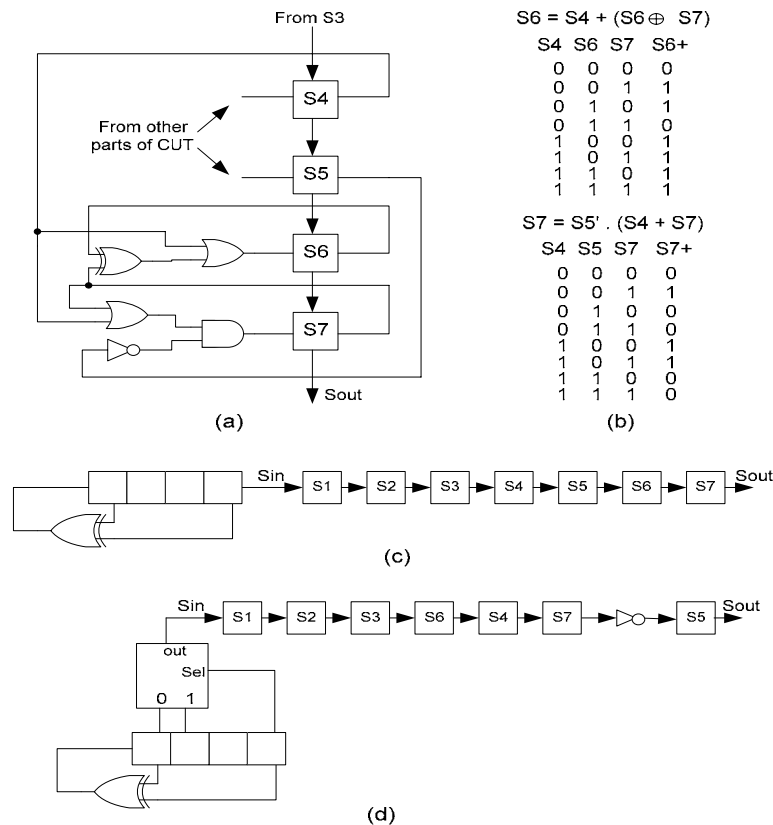 From S3
S4
From other
parts of CUT
S5
S6
S7
Sout
(a)
S6 = S4 + (S6 ⊕ S7)
S4 S6 S7 S6+
0 0 0 0
0 0 1 1
0 1 0 1
0 1 1 0
1 0 0 1
1 0 1 1
1 1 0 1
1 1 1 1
S7 = S5' . (S4 + S7)
S4 S5 S7 S7+
0 0 0 0
0 0 1 1
0 1 0 0
0 1 1 0
1 0 0 1
1 0 1 1
1 1 0 0
1 1 1 0
(b)
Sin S1 S2 S3 S4 S5 S6 S7 Sout
(c)
Sin S1 S2 S3 S6 S4 S7 S5 Sout
out
Sel
0 1
(d)